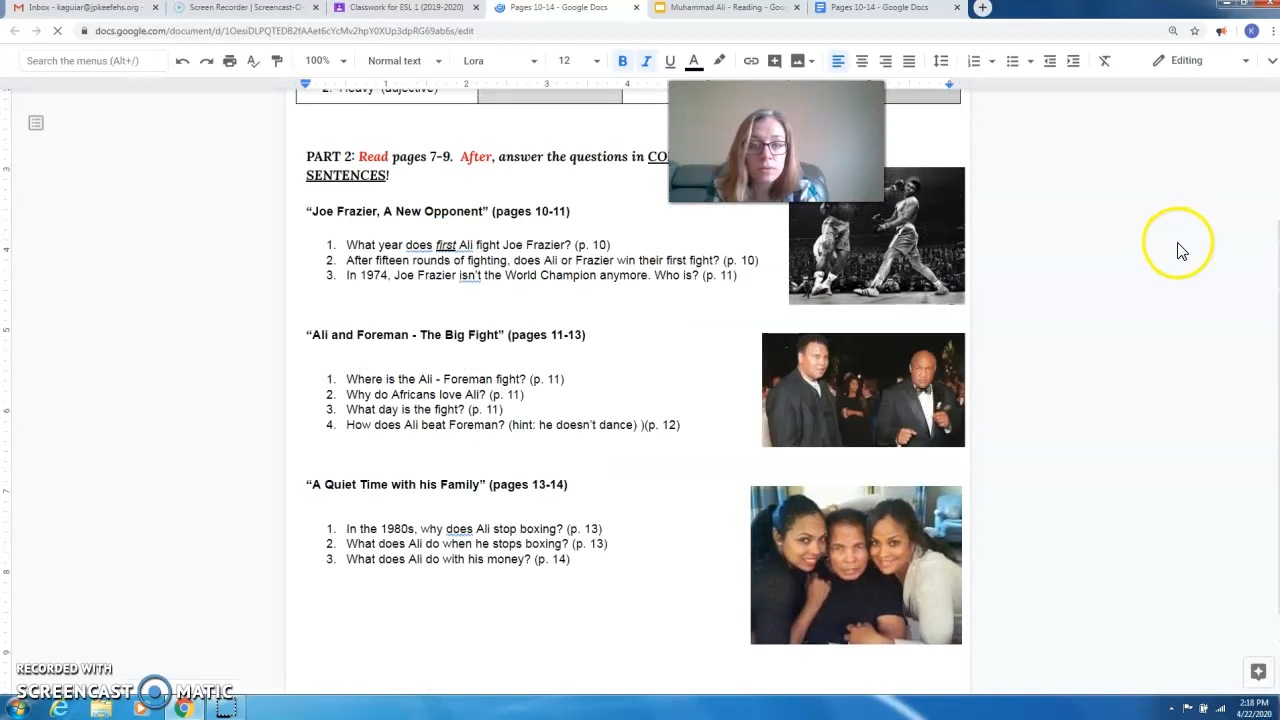 Inbox - kaguiar@jpkeefehs.org -
Screen Recorder | Screencast-O-
Classwork for ESL 1 (2019-2020)
Pages 10-14 - Google Docs
Muhammad Ali - Reading - Goog
Pages 10-14 - Google Docs
docs.google.com/document/d/1OesiDLPQTEDB2fAAet6cYcMv2hpY0XUp3dpRG69ab6s/edit
Search the menus (Alt+/)
100%
Normal text
Lora
12
B I U A
Editing
2. Heavy (adjective)
PART 2: Read pages 7-9. After, answer the questions in CO
SENTENCES!
"Joe Frazier, A New Opponent" (pages 10-11)
1. What year does first Ali fight Joe Frazier? (p. 10)
2. After fifteen rounds of fighting, does Ali or Frazier win their first fight? (p. 10)
3. In 1974, Joe Frazier isn't the World Champion anymore. Who is? (p. 11)
"Ali and Foreman - The Big Fight" (pages 11-13)
1. Where is the Ali - Foreman fight? (p. 11)
2. Why do Africans love Ali? (p. 11)
3. What day is the fight? (p. 11)
4. How does Ali beat Foreman? (hint: he doesn't dance) )(p. 12)
"A Quiet Time with his Family" (pages 13-14)
1. In the 1980s, why does Ali stop boxing? (p. 13)
2. What does Ali do when he stops boxing? (p. 13)
3. What does Ali do with his money? (p. 14)
RECORDED WITH
SCREENCAST MATIC
2:18 PM
4/22/2020